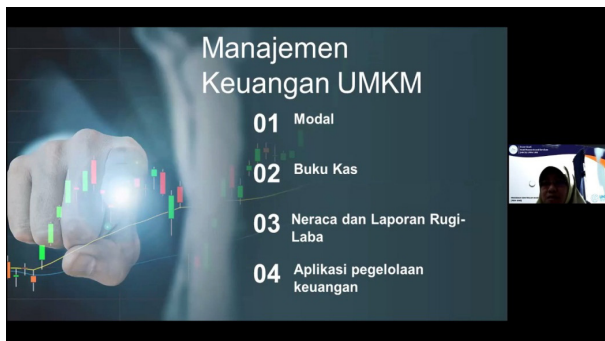 Manajemen
Keuangan UMKM
01 Modal
02 Buku Kas
03 Neraca dan Laporan Rugi-
Laba
04 Aplikasi pegelolaan
keuangan